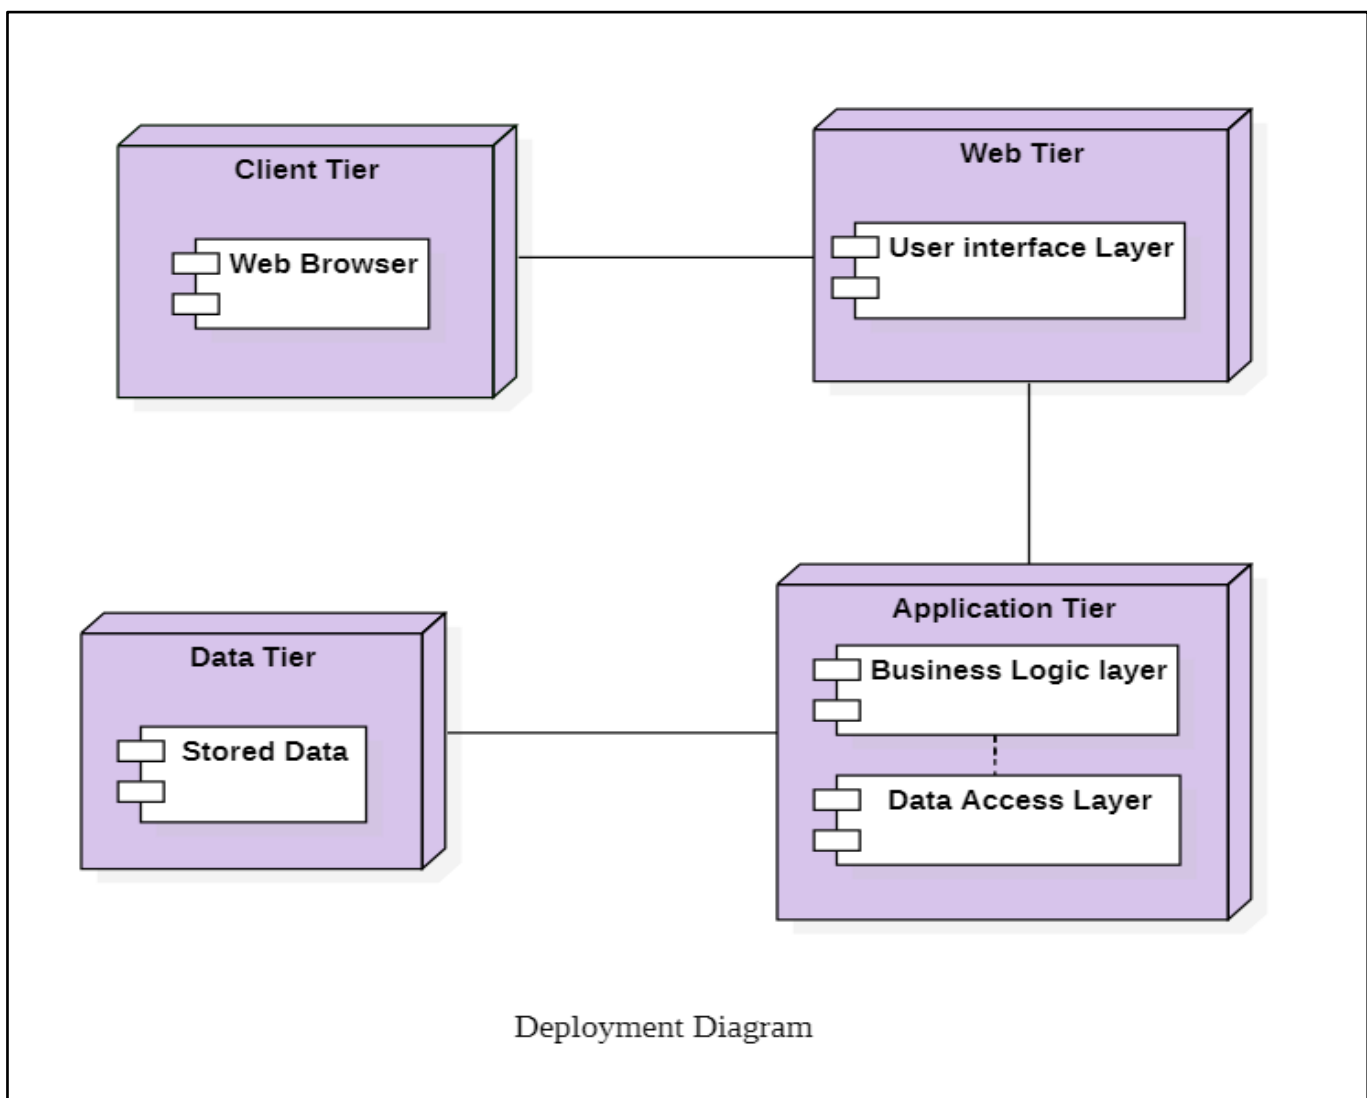 Client Tier
Web Browser
Web Tier
User interface Layer
Data Tier
Stored Data
Application Tier
Business Logic layer
Data Access Layer
Deployment Diagram